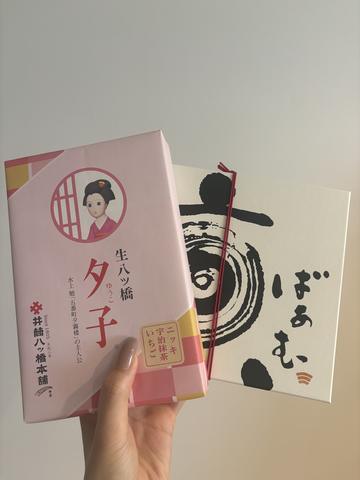 生八ッ橋
夕子
ゆうこ
水上 勉「五番町夕霧楼」の主人公
井筒八ッ橋本舗
ニッキ
宇治抹茶
いちご
京
ばあむ